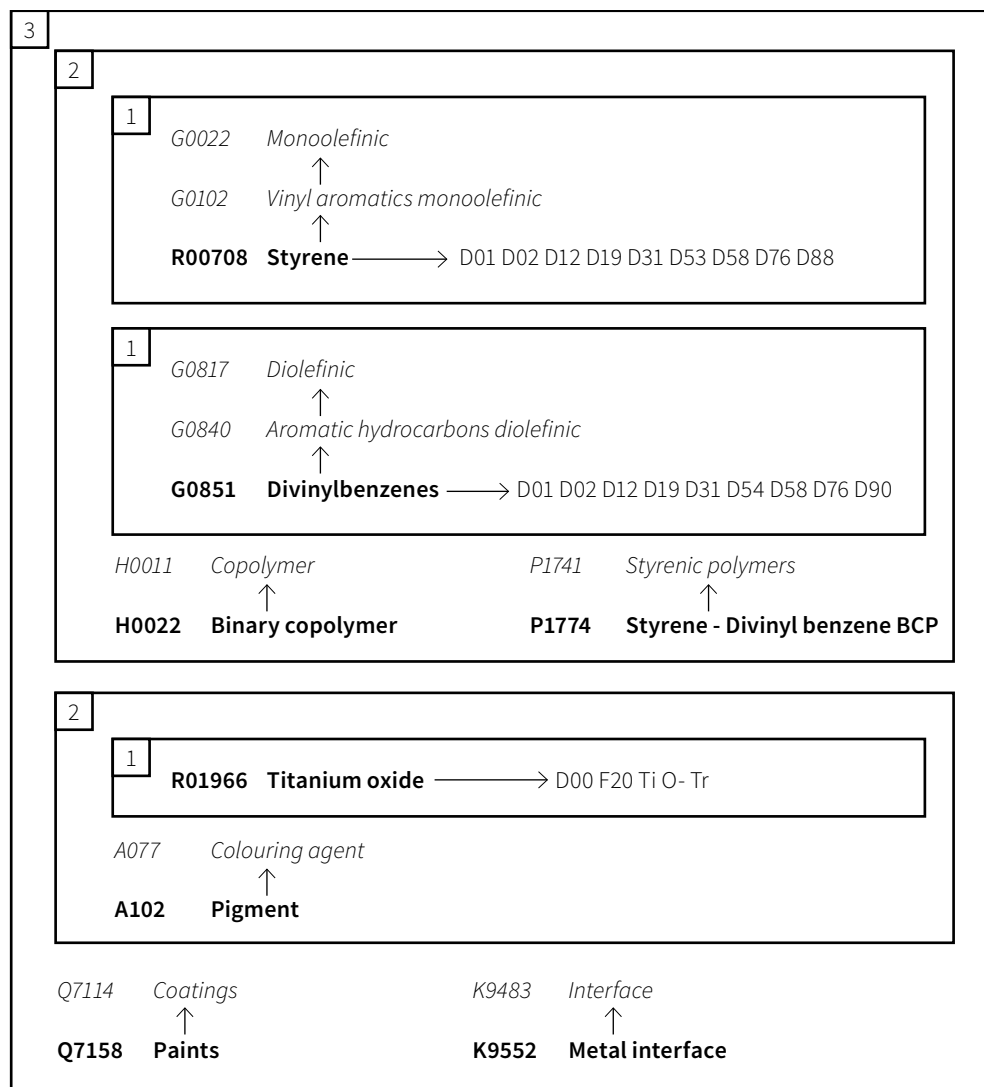 3
2
1
G0022 Monoolefinic
G0102 Vinyl aromatics monoolefinic
R00708 Styrene D01 D02 D12 D19 D31 D53 D58 D76 D88
1
G0817 Diolefinic
G0840 Aromatic hydrocarbons diolefinic
G0851 Divinylbenzenes D01 D02 D12 D19 D31 D54 D58 D76 D90
H0011 Copolymer P1741 Styrenic polymers
H0022 Binary copolymer P1774 Styrene - Divinyl benzene BCP
2
1
R01966 Titanium oxide D00 F20 Ti O- Tr
A077 Colouring agent
A102 Pigment
Q7114 Coatings K9483 Interface
Q7158 Paints K9552 Metal interface